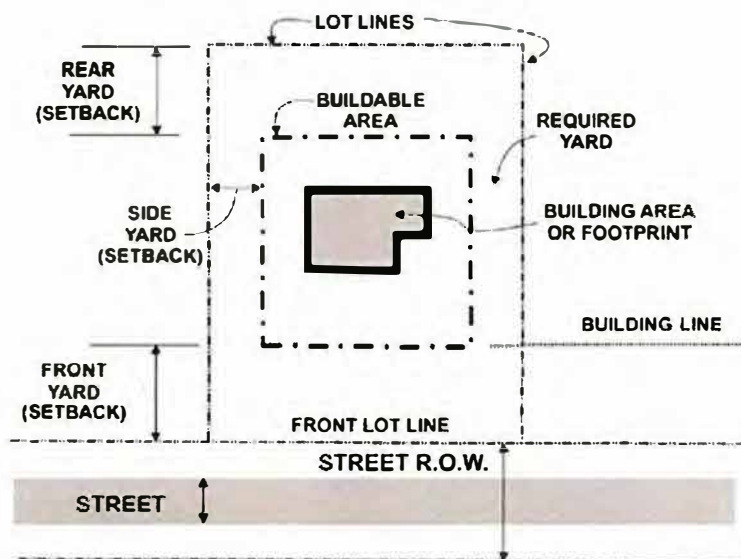 LOT LINES
REAR
YARD
(SETBACK)
BUILDABLE
AREA
REQUIRED
YARD
SIDE
YARD
(SETBACK)
BUILDING AREA
OR FOOTPRINT
BUILDING LINE
FRONT
YARD
(SETBACK)
FRONT LOT LINE
STREET R.O.W.
STREET